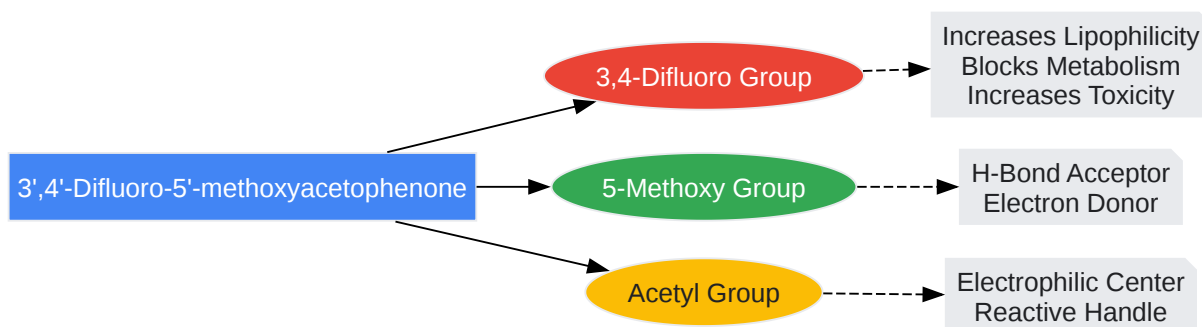 3',4'-Difluoro-5'-methoxyacetophenone
3,4-Difluoro Group
Increases Lipophilicity
Blocks Metabolism
Increases Toxicity
5-Methoxy Group
H-Bond Acceptor
Electron Donor
Acetyl Group
Electrophilic Center
Reactive Handle